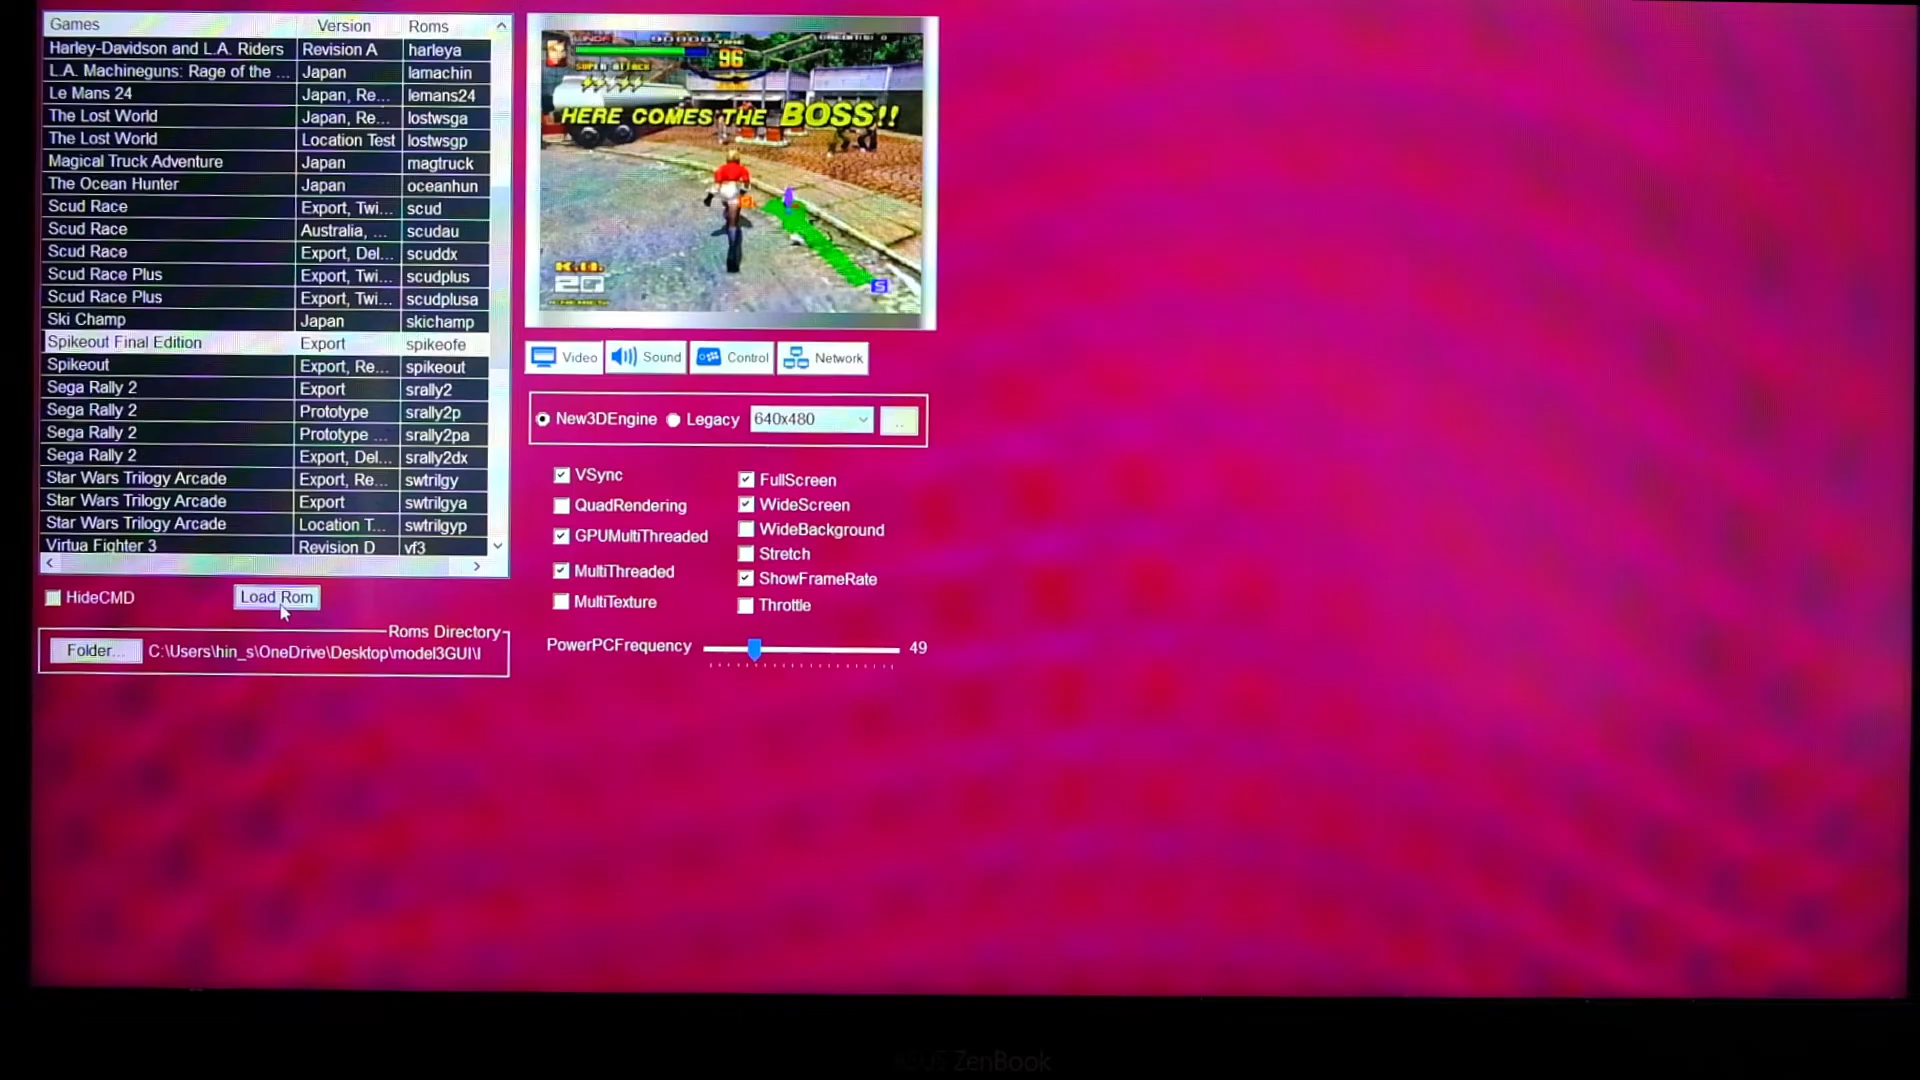 Games Version Roms
Harley-Davidson and L.A. Riders Revision A harleya
L.A. Machineguns: Rage of the ... Japan lamachin
Le Mans 24 Japan, Re... lemans24
The Lost World Japan, Re... lostwsga
The Lost World Location Test lostwsgp
Magical Truck Adventure Japan magtruck
The Ocean Hunter Japan oceanhun
Scud Race Export, Twi... scud
Scud Race Australia, ... scudau
Scud Race Export, Del... scuddx
Scud Race Plus Export, Twi... scudplus
Scud Race Plus Export, Twi... scudplusa
Ski Champ Japan skichamp
Spikeout Final Edition Export spikeofe
Spikeout Export, Re... spikeout
Sega Rally 2 Export srally2
Sega Rally 2 Prototype srally2p
Sega Rally 2 Prototype ... srally2pa
Sega Rally 2 Export, Del... srally2dx
Star Wars Trilogy Arcade Export, Re... swtrilgy
Star Wars Trilogy Arcade Export swtrilgya
Star Wars Trilogy Arcade Location T... swtrilgyp
Virtua Fighter 3 Revision D vf3
HideCMD Load Rom
Roms Directory
Folder... C:\Users\hin_s\OneDrive\Desktop\model3GUI\
96
SUPER ATTACK
HERE COMES THE BOSS!!
K.O.
S
Video Sound Control Network
New3DEngine Legacy 640x480 ..
VSync
QuadRendering
GPUMultiThreaded
MultiThreaded
MultiTexture
FullScreen
WideScreen
WideBackground
Stretch
ShowFrameRate
Throttle
PowerPCFrequency 49
ASUS ZenBook